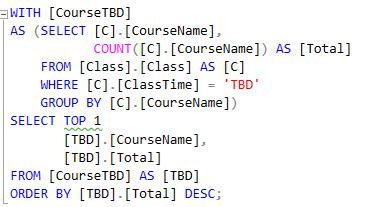 WITH [CourseTBD]
AS (SELECT [C].[CourseName],
COUNT([C].[CourseName]) AS [Total]
FROM [Class].[Class] AS [C]
WHERE [C].[ClassTime] = 'TBD'
GROUP BY [C].[CourseName])
SELECT TOP 1
[TBD].[CourseName],
[TBD].[Total]
FROM [CourseTBD] AS [TBD]
ORDER BY [TBD].[Total] DESC;